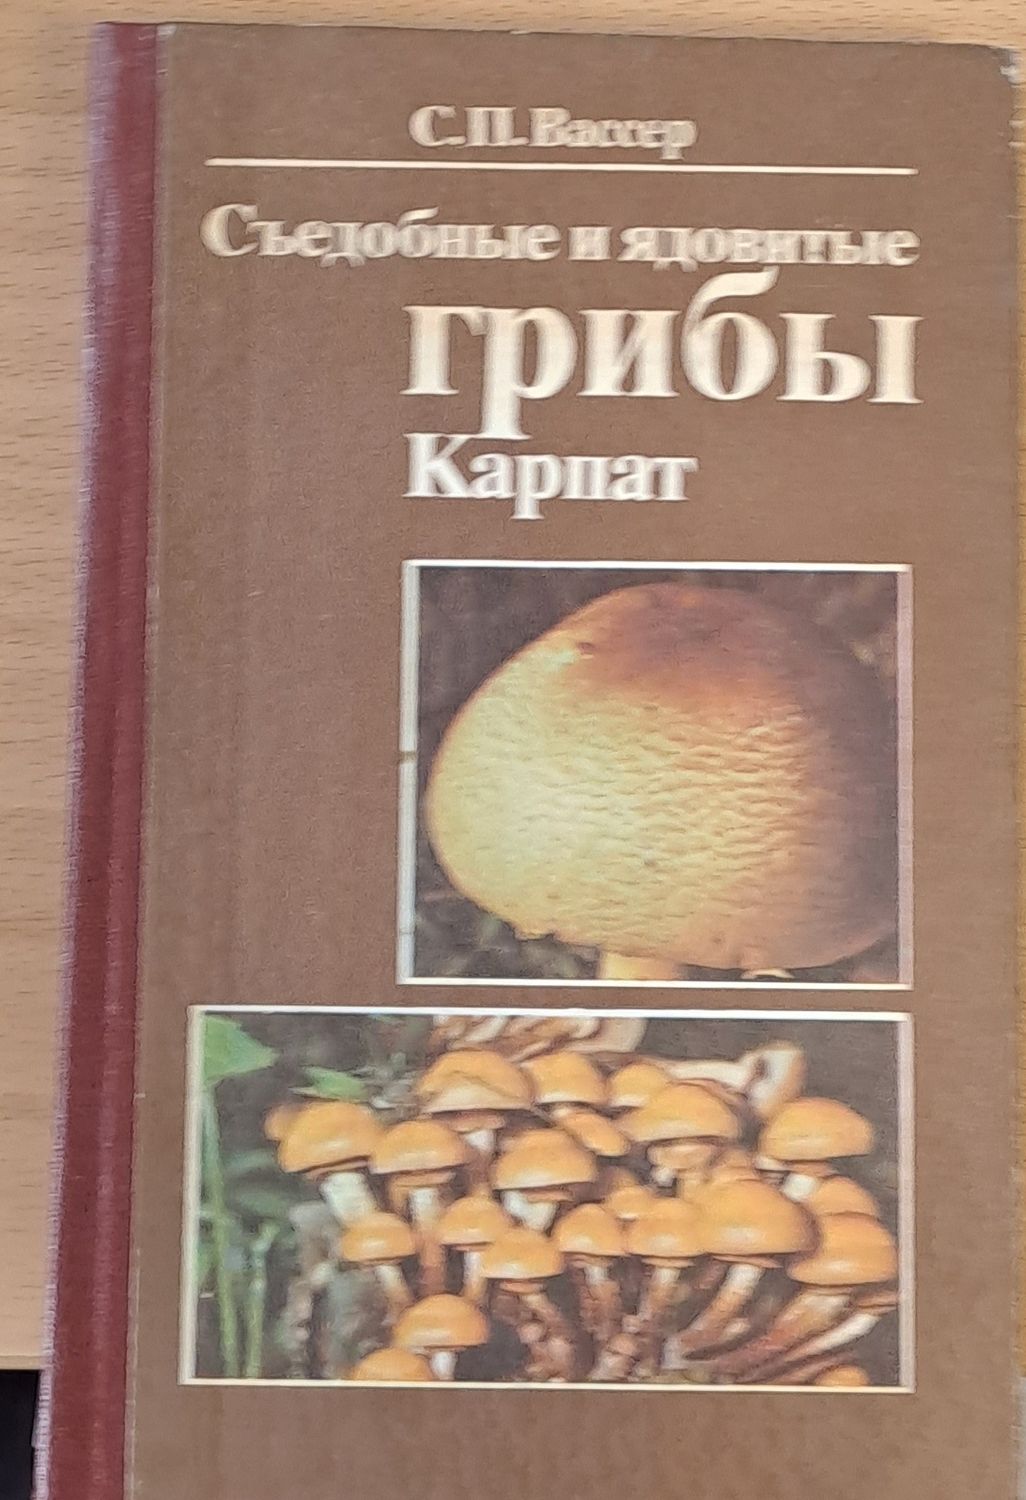 С.П. Вассер
Съедобные и ядовитые
грибы
Карпат